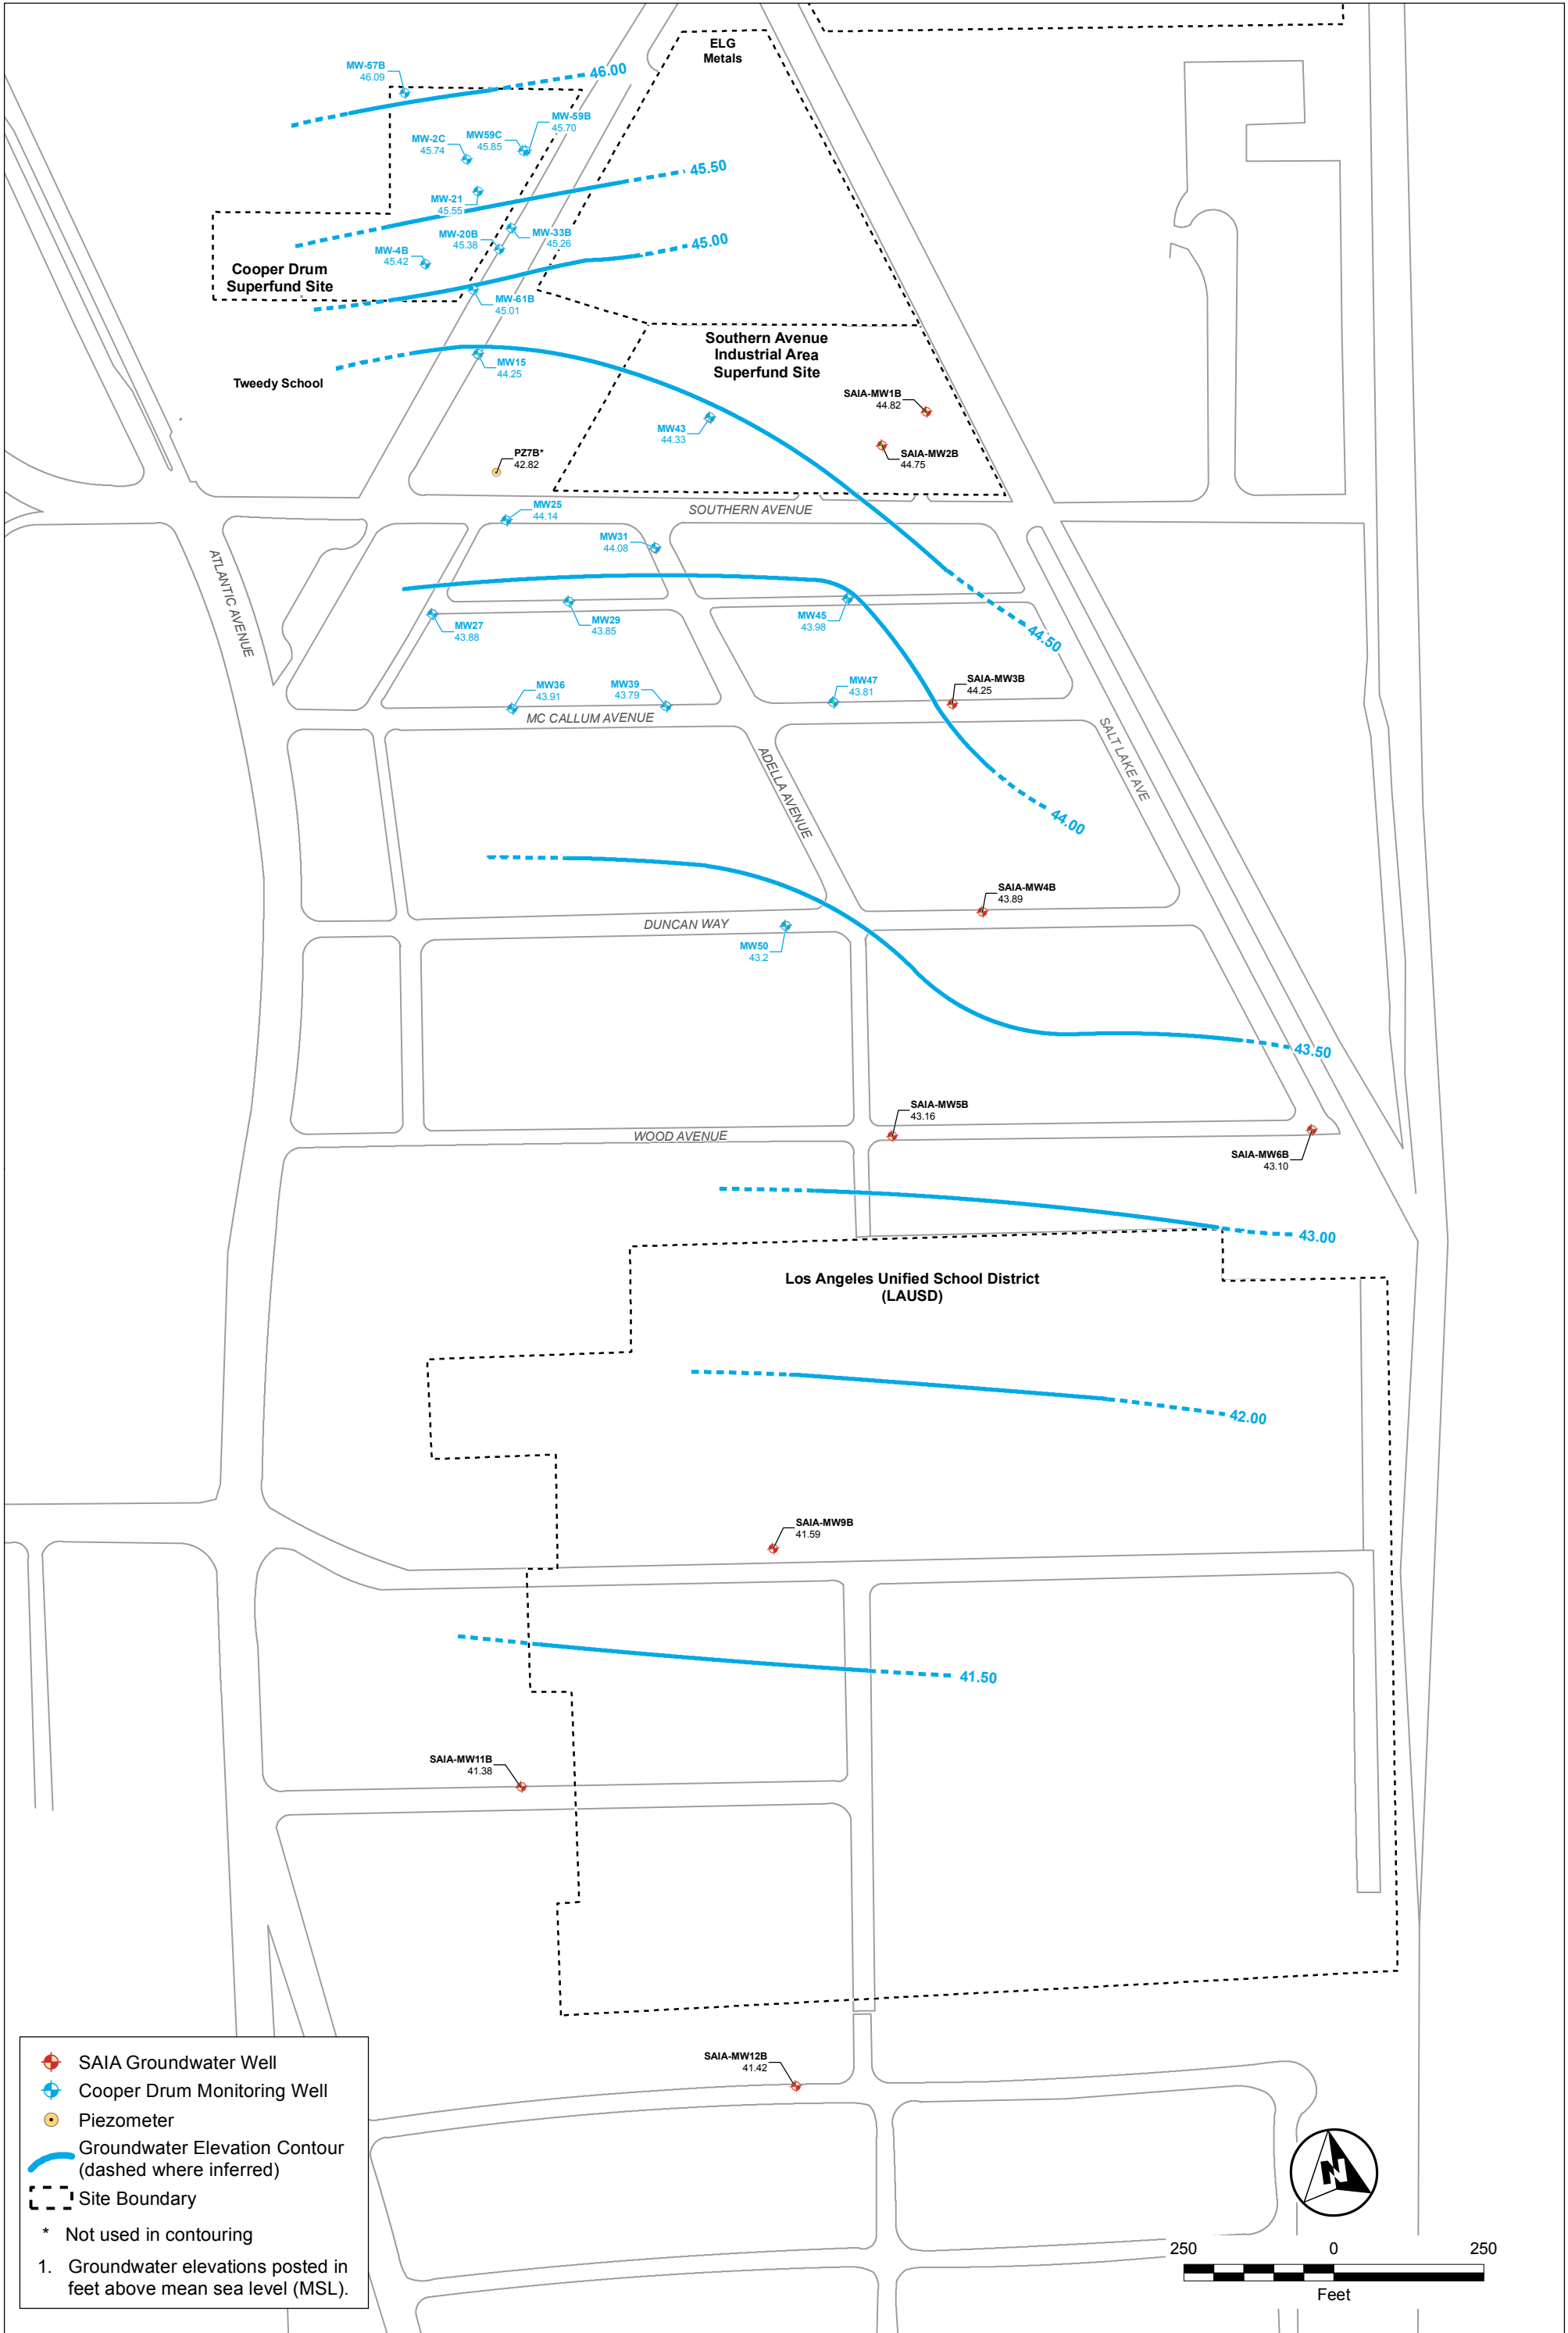 ELG
Metals
MW-57B
46.09
46.00
MW-59B
45.70
MW59C
45.85
MW-2C
45.74
45.50
MW-21
45.55
MW-20B
45.38
MW-33B
45.26
45.00
MW-4B
45.42
Cooper Drum
Superfund Site
MW-61B
45.01
Southern Avenue
Industrial Area
Superfund Site
MW15
44.25
Tweedy School
SAIA-MW1B
44.82
MW43
44.33
SAIA-MW2B
44.75
PZ7B*
42.82
MW25
44.14
SOUTHERN AVENUE
MW31
44.08
ATLANTIC AVENUE
MW27
43.88
MW29
43.85
MW45
43.98
44.50
MW36
43.91
MW39
43.79
MW47
43.81
SAIA-MW3B
44.25
MC CALLUM AVENUE
ADELLA AVENUE
SALT LAKE AVE
44.00
SAIA-MW4B
43.89
DUNCAN WAY
MW50
43.2
43.50
SAIA-MW5B
43.16
WOOD AVENUE
SAIA-MW6B
43.10
43.00
Los Angeles Unified School District
(LAUSD)
42.00
SAIA-MW9B
41.59
41.50
SAIA-MW11B
41.38
SAIA-MW12B
41.42
SAIA Groundwater Well
Cooper Drum Monitoring Well
Piezometer
Groundwater Elevation Contour
(dashed where inferred)
Site Boundary
* Not used in contouring
1. Groundwater elevations posted in
feet above mean sea level (MSL).
N
250 0 250
Feet